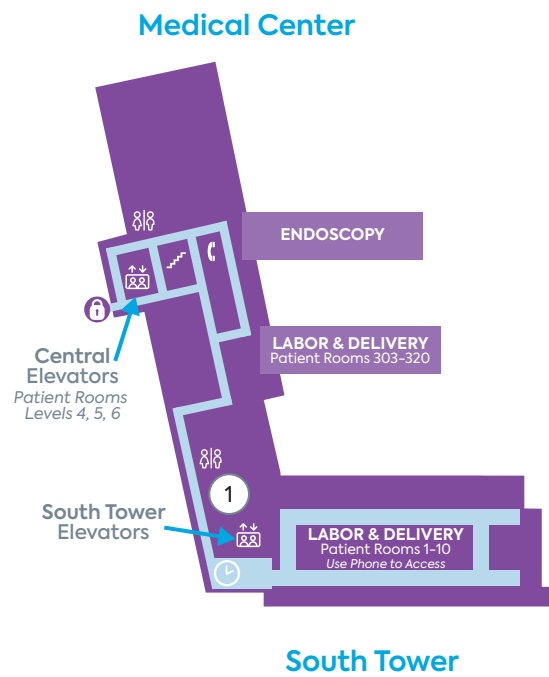 Medical Center
ENDOSCOPY
LABOR & DELIVERY
Patient Rooms 303-320
Central
Elevators
Patient Rooms
Levels 4, 5, 6
1
South Tower
Elevators
LABOR & DELIVERY
Patient Rooms 1-10
Use Phone to Access
South Tower